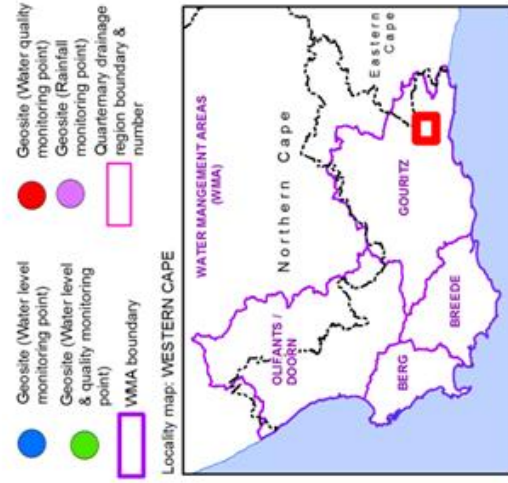 Geosite (Water level
monitoring point)
Geosite (Water quality
monitoring point)
Geosite (Water level
& quality monitoring
point)
Geosite (Rainfall
monitoring point)
WMA boundary
Quarternary drainage
region boundary &
number
Locality map: WESTERN CAPE
WATER MANGEMENT AREAS
(WMA)
Northern Cape
Eastern
Cape
OLIFANTS /
DOORN
GOURITZ
BERG
BREEDE